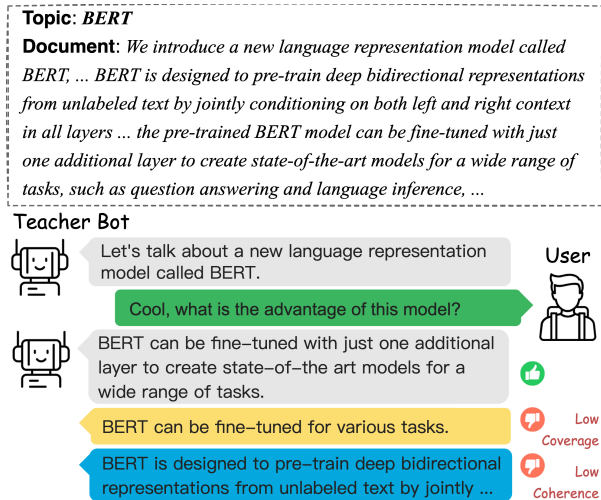 Topic: BERT
Document: We introduce a new language representation model called
BERT, ... BERT is designed to pre-train deep bidirectional representations
from unlabeled text by jointly conditioning on both left and right context
in all layers ... the pre-trained BERT model can be fine-tuned with just
one additional layer to create state-of-the-art models for a wide range of
tasks, such as question answering and language inference, ...
Teacher Bot
Let's talk about a new language representation
model called BERT.
User
Cool, what is the advantage of this model?
BERT can be fine-tuned with just one additional
layer to create state-of-the art models for a
wide range of tasks.
BERT can be fine-tuned for various tasks.
Low
Coverage
BERT is designed to pre-train deep bidirectional
representations from unlabeled text by jointly ...
Low
Coherence